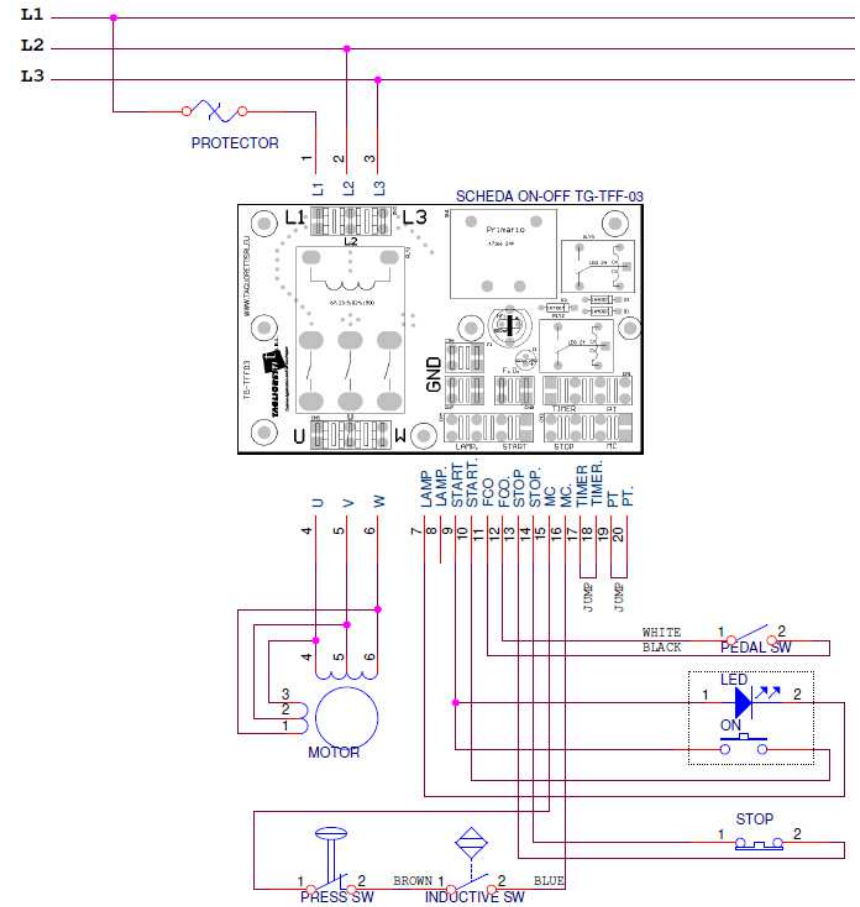 L1
L2
L3
PROTECTOR
1 2 3
L1 L2 L3
SCHEDA ON-OFF TG-TFF-03
L1 L3
L2
Primario
GND
TG-TFF03
TIMER PT
U V W
LAMP. START STOP MC
U V W
LAMP LAMP. START START. FCO FCO. STOP STOP. MC MC. TIMER TIMER. PT PT.
4 5 6
7 8 9 10 11 12 13 14 15 16 17 18 19 20
JUMP JUMP
WHITE 1 2
BLACK PEDAL SW
4 5 6
LED
1 2
3
2
1
ON
MOTOR
STOP
1 2
1 2 BROWN 1 2 BLUE
PRESS SW INDUCTIVE SW